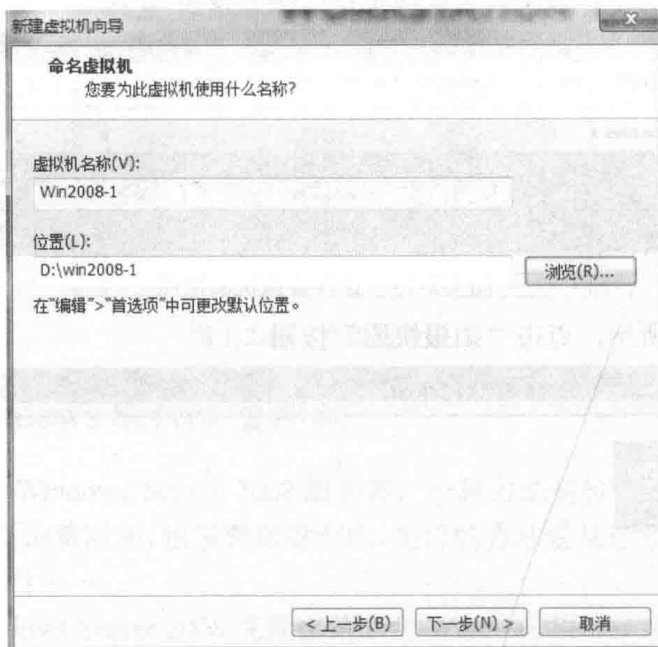 新建虚拟机向导
命名虚拟机
您要为此虚拟机使用什么名称?
虚拟机名称(V):
Win2008-1
位置(L):
D:\win2008-1
浏览(R)...
在"编辑">"首选项"中可更改默认位置。
< 上一步(B)
下一步(N) >
取消